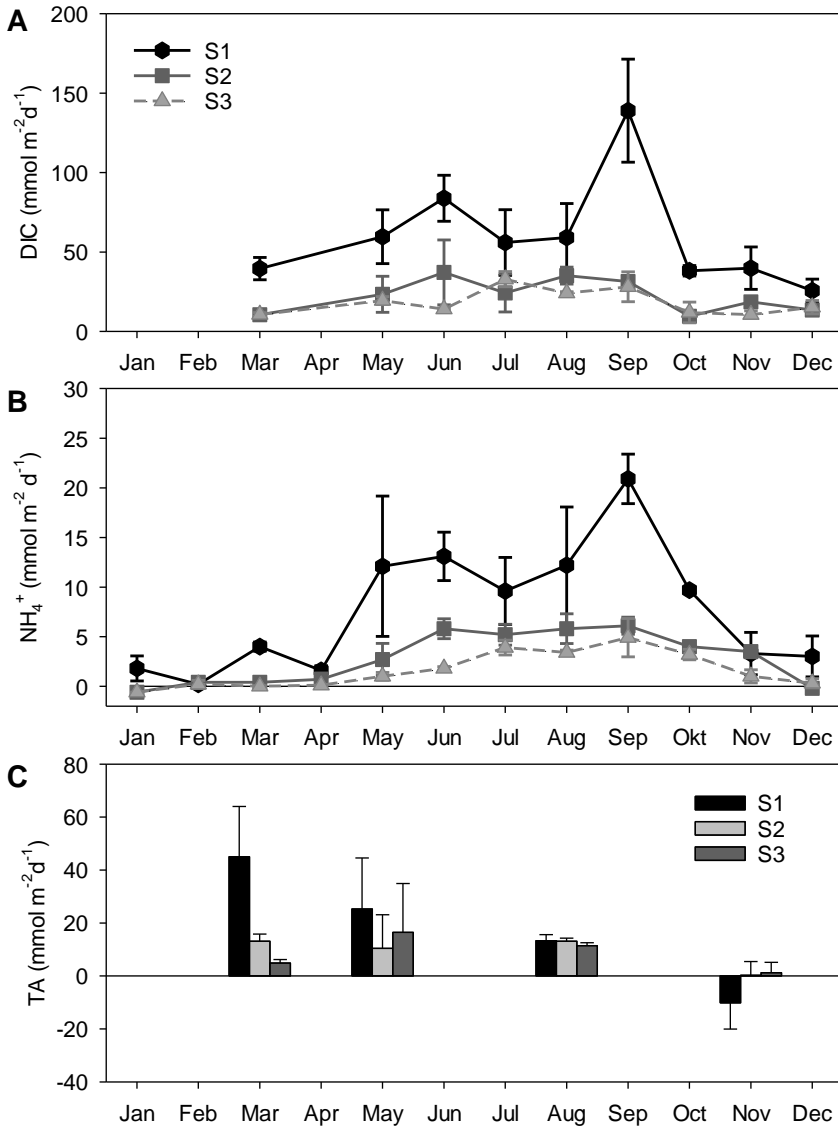 A
200
150
100
50
0
DIC (mmol m⁻²d⁻¹)
S1
S2
S3
Jan Feb Mar Apr May Jun Jul Aug Sep Oct Nov Dec
B
30
25
20
15
10
5
0
NH₄⁺ (mmol m⁻² d⁻¹)
Jan Feb Mar Apr May Jun Jul Aug Sep Okt Nov Dec
C
80
60
40
20
0
-20
-40
TA (mmol m⁻²d⁻¹)
S1
S2
S3
Jan Feb Mar Apr May Jun Jul Aug Sep Oct Nov Dec